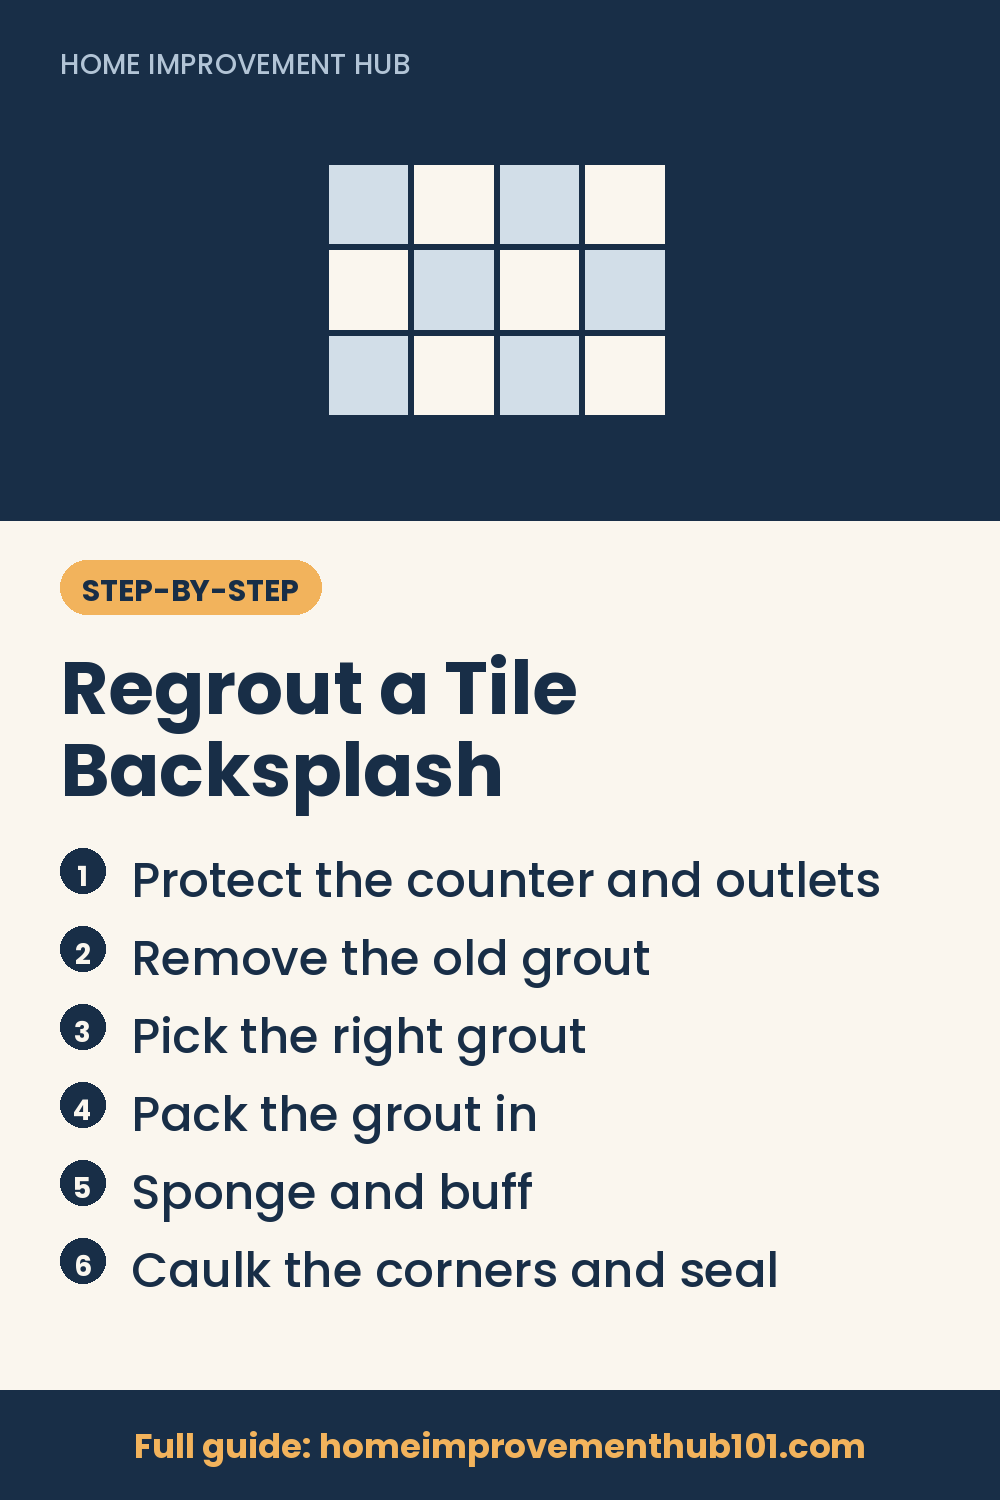 HOME IMPROVEMENT HUB
STEP-BY-STEP
Regrout a Tile
Backsplash
1 Protect the counter and outlets
2 Remove the old grout
3 Pick the right grout
4 Pack the grout in
5 Sponge and buff
6 Caulk the corners and seal
Full guide: homeimprovementhub101.com